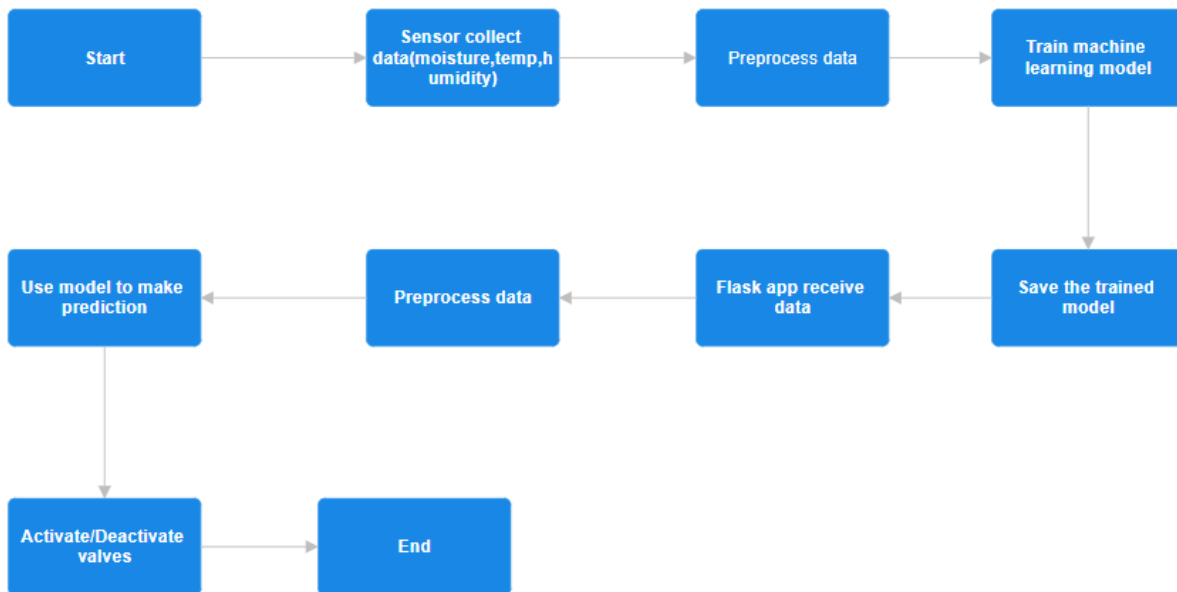 Start
Sensor collect
data(moisture,temp,h
umidity)
Preprocess data
Train machine
learning model
Use model to make
prediction
Preprocess data
Flask app receive
data
Save the trained
model
Activate/Deactivate
valves
End